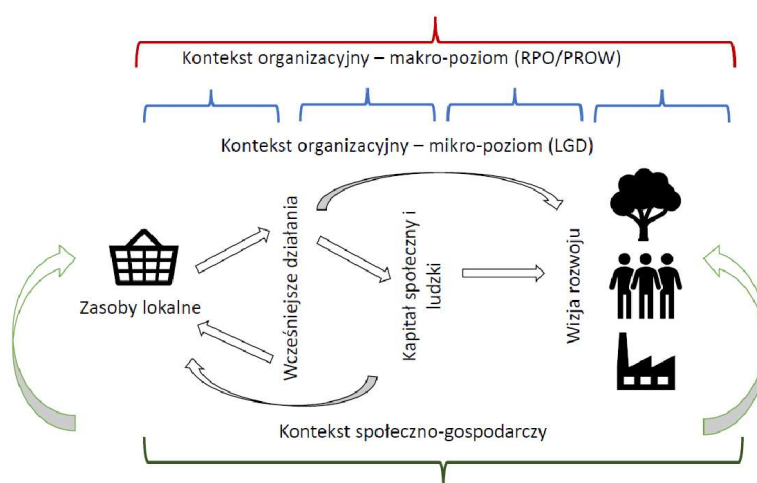 Kontekst organizacyjny – makro-poziom (RPO/PROW)
Kontekst organizacyjny – mikro-poziom (LGD)
Zasoby lokalne
Wcześniejsze działania
Kapitał społeczny i
ludzki
Wizja rozwoju
Kontekst społeczno-gospodarczy